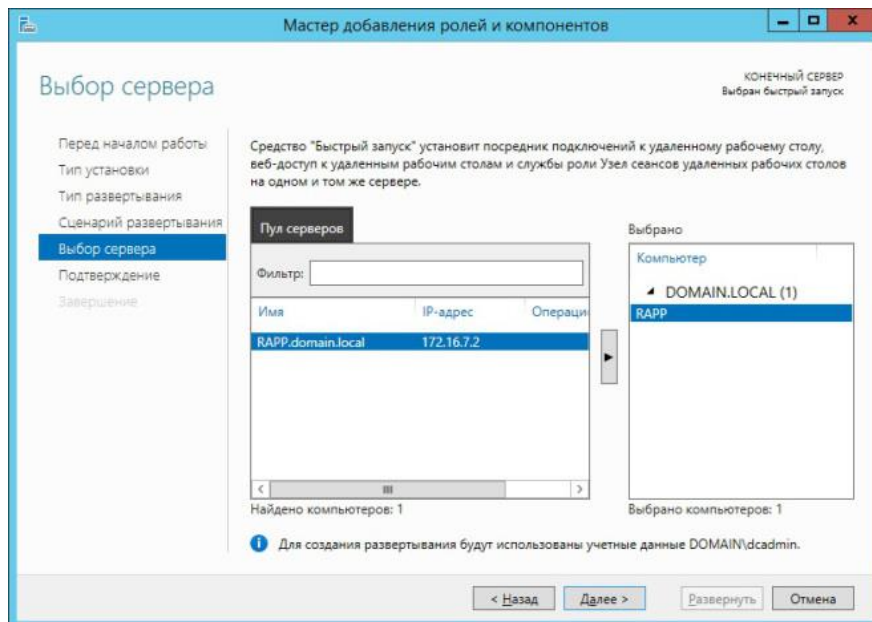 Мастер добавления ролей и компонентов
Выбор сервера
КОНЕЧНЫЙ СЕРВЕР
Выбран быстрый запуск
Перед началом работы
Тип установки
Тип развертывания
Сценарий развертывания
Выбор сервера
Подтверждение
Завершение
Средство "Быстрый запуск" установит посредник подключений к удаленному рабочему столу,
веб-доступ к удаленным рабочим столам и службы роли Узел сеансов удаленных рабочих столов
на одном и том же сервере.
Пул серверов
Фильтр:
Имя IP-адрес Операци
RAPP.domain.local 172.16.7.2
Найдено компьютеров: 1
Выбрано
Компьютер
DOMAIN.LOCAL (1)
RAPP
Выбрано компьютеров: 1
Для создания развертывания будут использованы учетные данные DOMAIN\dcadmin.
< Назад Далее > Развернуть Отмена